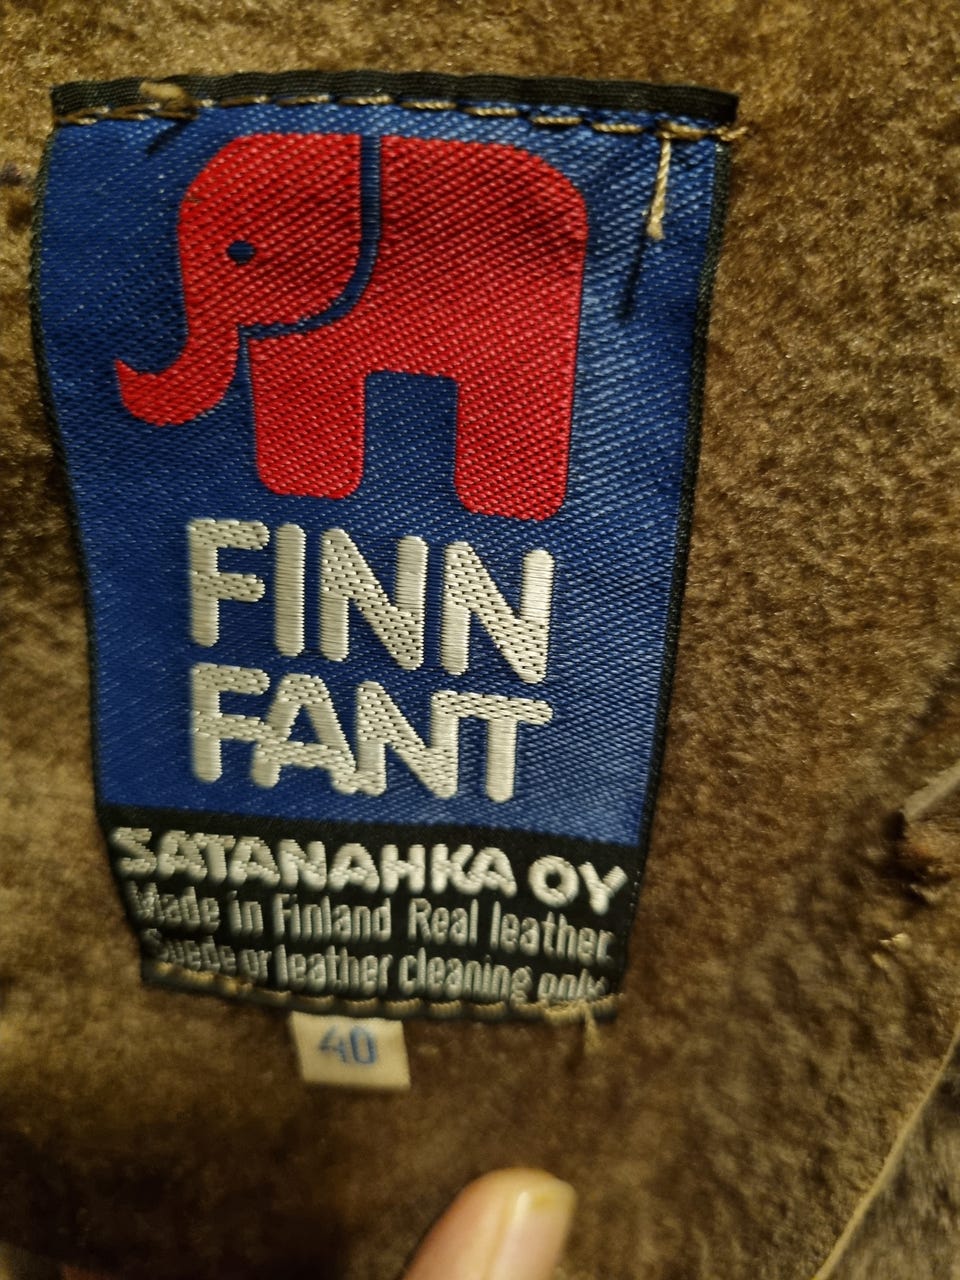 FINN
FANT
SATANAHKA OY
Made in Finland Real leather.
Suede or leather cleaning only.
40